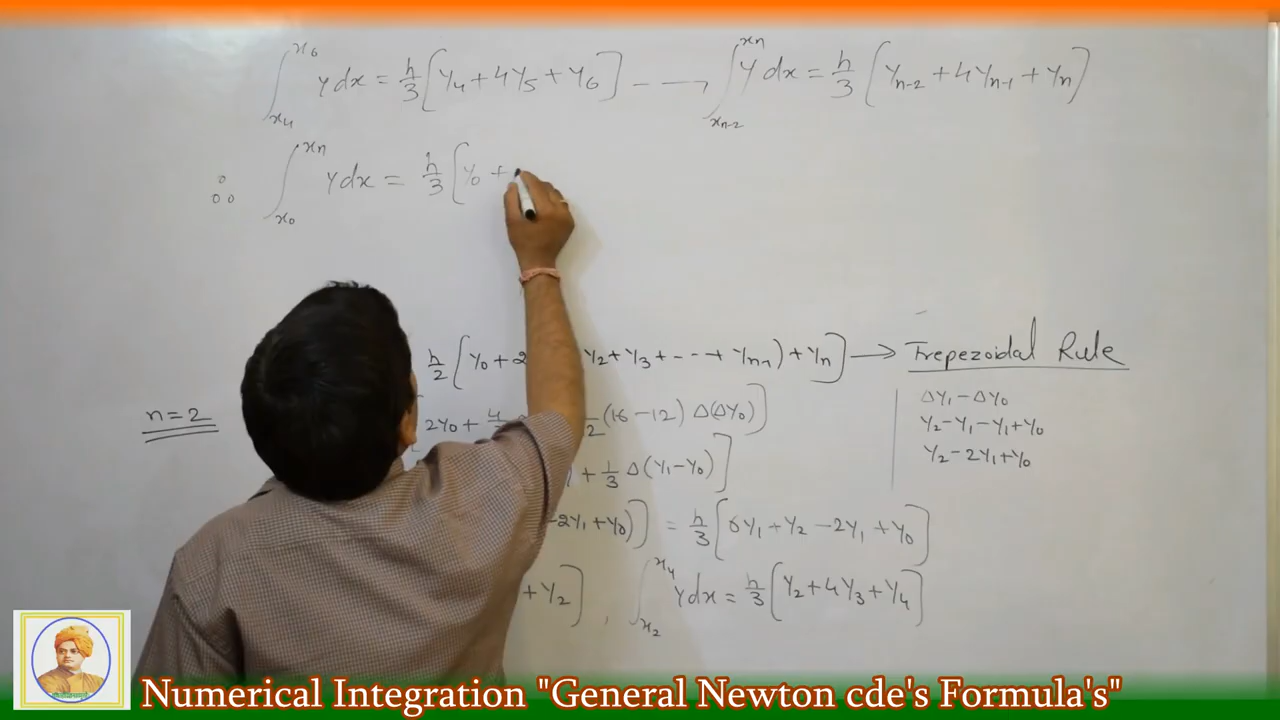 ∫_{x4}^{x6} y dx = h/3 [y4 + 4y5 + y6] --- → ∫_{xn-2}^{xn} y dx = h/3 [yn-2 + 4yn-1 + yn]
∴ ∫_{x0}^{xn} y dx = h/3 [y0 +
h/2 [y0 + 2 y2 + y3 + --- + yn-1) + yn] → Trepezoidal Rule
n = 2
2y0 + 4/ (16 - 12) Δ(Δy0)]
+ 1/3 Δ(y1 - y0)]
Δy1 - Δy0
y2 - y1 - y1 + y0
y2 - 2y1 + y0
- 2y1 + y0)] = h/3 [6y1 + y2 - 2y1 + y0]
+ y2] , ∫_{x2}^{x4} y dx = h/3 [y2 + 4y3 + y4]
Numerical Integration "General Newton cde's Formula's"